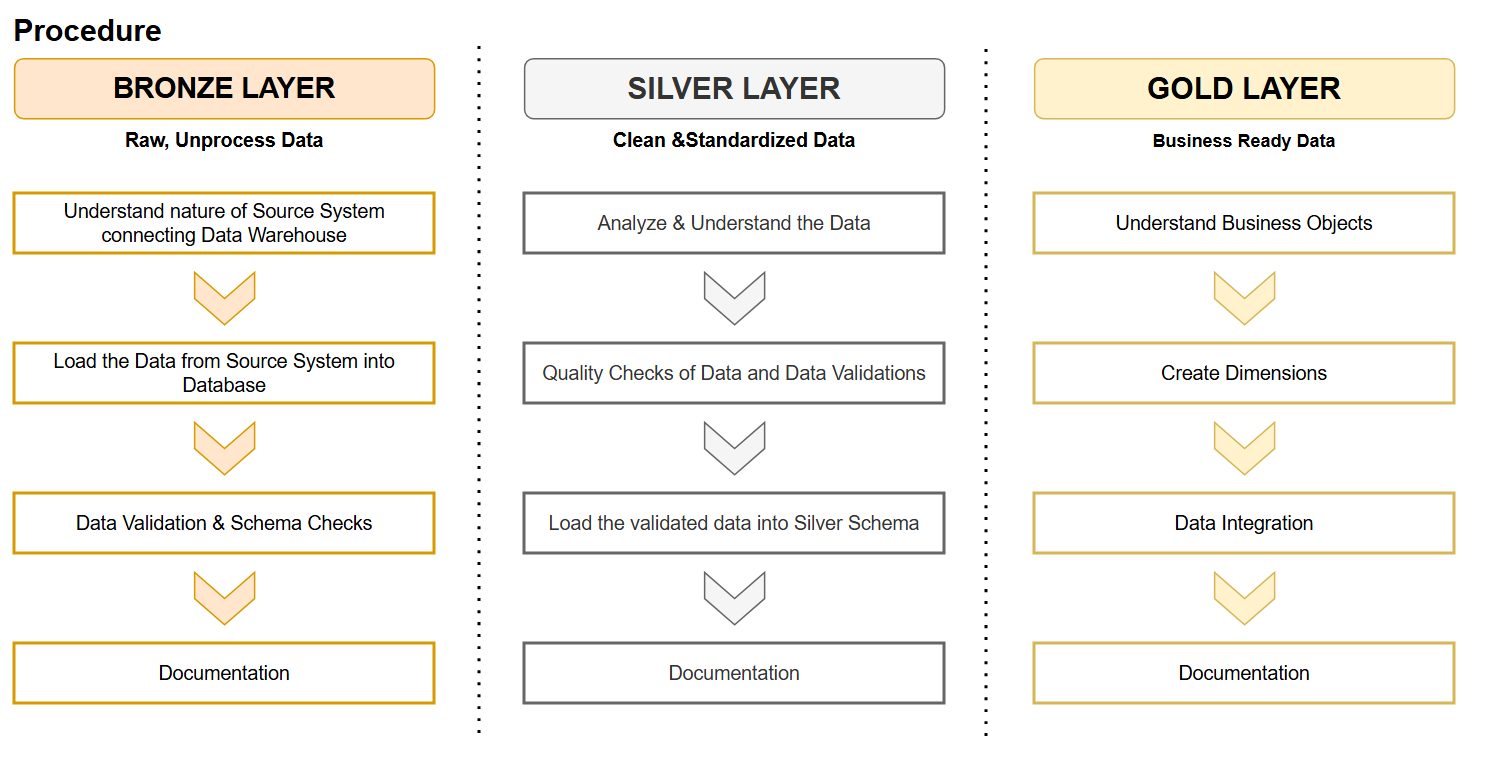 Procedure
BRONZE LAYER
Raw, Unprocess Data
Understand nature of Source System
connecting Data Warehouse
Load the Data from Source System into
Database
Data Validation & Schema Checks
Documentation
SILVER LAYER
Clean &Standardized Data
Analyze & Understand the Data
Quality Checks of Data and Data Validations
Load the validated data into Silver Schema
Documentation
GOLD LAYER
Business Ready Data
Understand Business Objects
Create Dimensions
Data Integration
Documentation